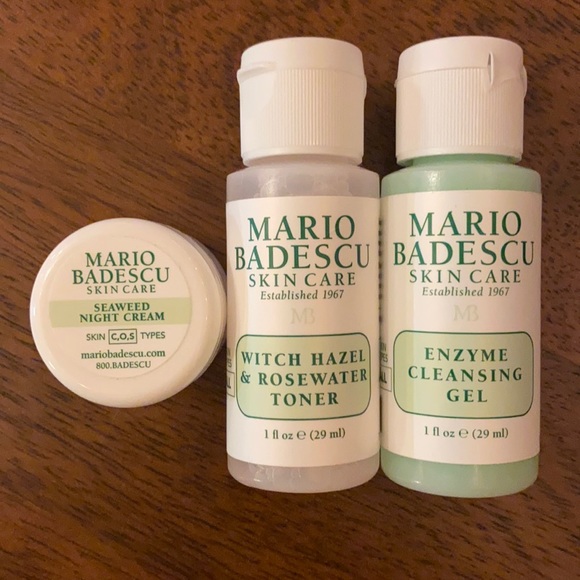 MARIO
BADESCU
SKIN CARE
SEAWEED
NIGHT CREAM
SKIN C,O,S TYPES
mariobadescu.com
800.BADESCU
MARIO
BADESCU
SKIN CARE
Established 1967
MB
WITCH HAZEL
& ROSEWATER
TONER
1 fl oz e (29 ml)
MARIO
BADESCU
SKIN CARE
Established 1967
MB
ENZYME
CLEANSING
GEL
1 fl oz e (29 ml)